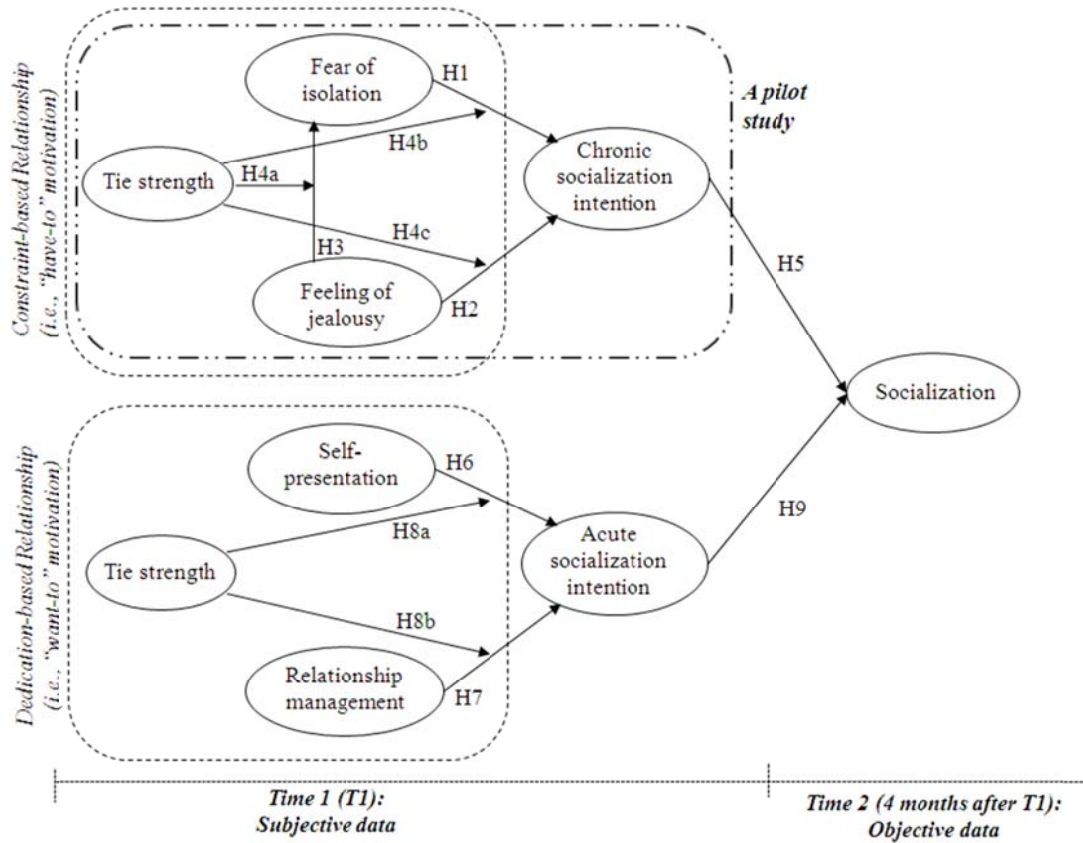 Constraint-based Relationship
(i.e., "have-to" motivation)
Fear of
isolation
H1
A pilot
study
H4b
Tie strength
H4a
Chronic
socialization
intention
H4c
H3
Feeling of
jealousy
H2
H5
Socialization
Dedication-based Relationship
(i.e., "want-to" motivation)
Self-
presentation
H6
H8a
Tie strength
Acute
socialization
intention
H9
H8b
Relationship
management
H7
Time 1 (T1):
Subjective data
Time 2 (4 months after T1):
Objective data